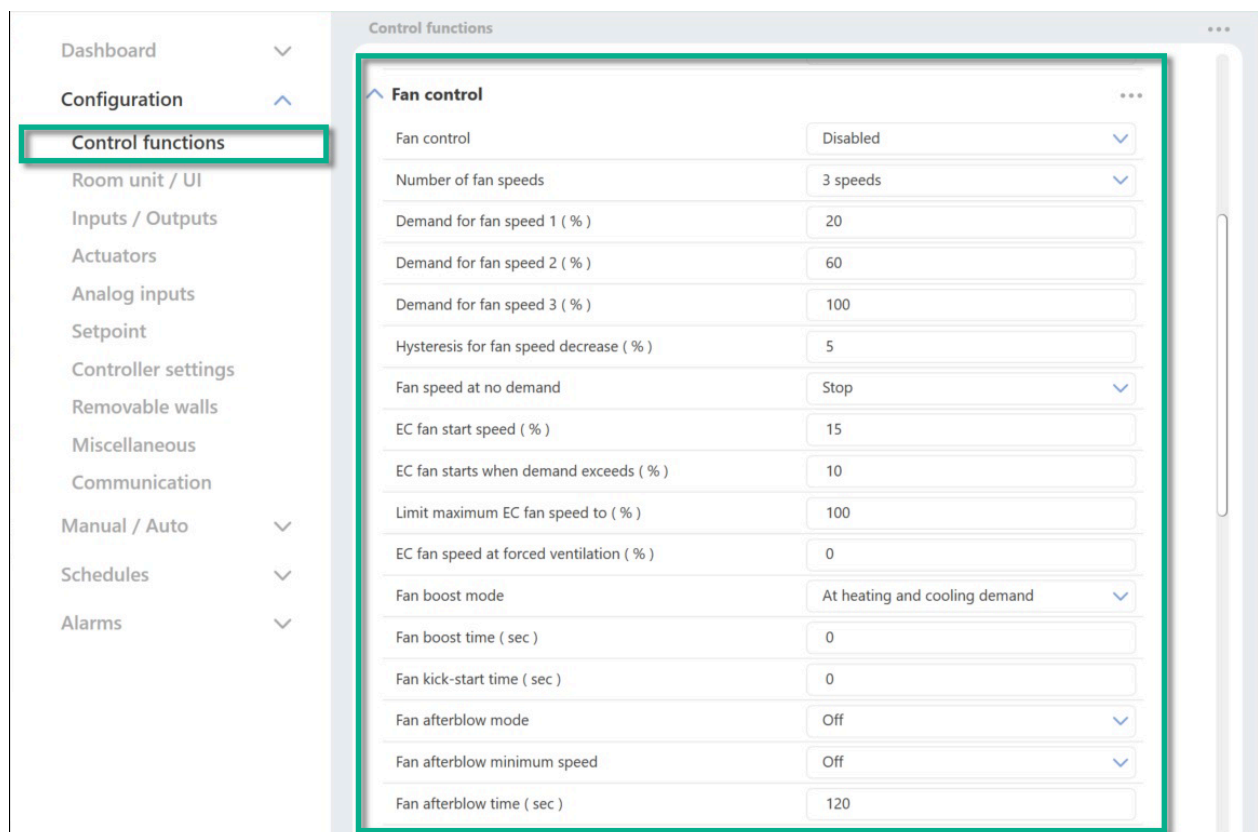 Dashboard
Configuration
Control functions
Room unit / UI
Inputs / Outputs
Actuators
Analog inputs
Setpoint
Controller settings
Removable walls
Miscellaneous
Communication
Manual / Auto
Schedules
Alarms
Control functions
Fan control
Fan control Disabled
Number of fan speeds 3 speeds
Demand for fan speed 1 ( % ) 20
Demand for fan speed 2 ( % ) 60
Demand for fan speed 3 ( % ) 100
Hysteresis for fan speed decrease ( % ) 5
Fan speed at no demand Stop
EC fan start speed ( % ) 15
EC fan starts when demand exceeds ( % ) 10
Limit maximum EC fan speed to ( % ) 100
EC fan speed at forced ventilation ( % ) 0
Fan boost mode At heating and cooling demand
Fan boost time ( sec ) 0
Fan kick-start time ( sec ) 0
Fan afterblow mode Off
Fan afterblow minimum speed Off
Fan afterblow time ( sec ) 120